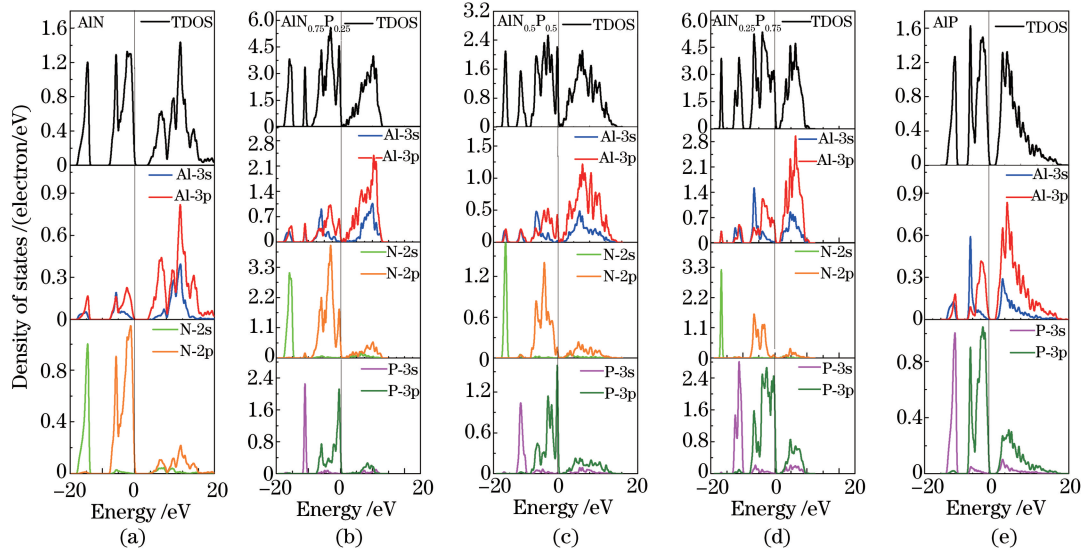 Density of states /(electron/eV)
AlN
TDOS
1.6
1.2
0.8
0.4
0
Al-3s
Al-3p
0.9
0.6
0.3
0
N-2s
N-2p
0.8
0.4
0
−20 0 20
Energy /eV
(a)
AlN0.75P0.25
TDOS
6.0
4.5
3.0
1.5
0
Al-3s
Al-3p
2.8
2.1
1.4
0.7
0
N-2s
N-2p
3.3
2.2
1.1
0
P-3s
P-3p
2.4
1.6
0.8
0
−20 0 20
Energy /eV
(b)
AlN0.5P0.5
TDOS
3.2
2.4
1.6
0.8
0
Al-3s
Al-3p
1.5
1.0
0.5
0
N-2s
N-2p
1.2
0.6
0
P-3s
P-3p
1.4
0.7
0
−20 0 20
Energy /eV
(c)
AlN0.25P0.75
TDOS
6.0
4.5
3.0
1.5
0
Al-3s
Al-3p
2.8
2.1
1.4
0.7
0
N-2s
N-2p
3.3
2.2
1.1
0
P-3s
P-3p
2.7
1.8
0.9
0
−20 0 20
Energy /eV
(d)
AlP
TDOS
1.6
1.2
0.8
0.4
0
Al-3s
Al-3p
0.9
0.6
0.3
0
P-3s
P-3p
0.8
0.4
0
−20 0 20
Energy /eV
(e)